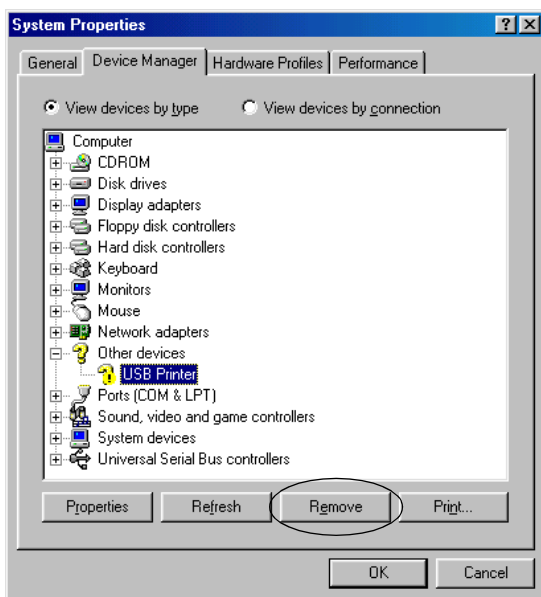 System Properties
General Device Manager Hardware Profiles Performance
View devices by type View devices by connection
Computer
CDROM
Disk drives
Display adapters
Floppy disk controllers
Hard disk controllers
Keyboard
Monitors
Mouse
Network adapters
Other devices
USB Printer
Ports (COM & LPT)
Sound, video and game controllers
System devices
Universal Serial Bus controllers
Properties Refresh Remove Print...
OK Cancel